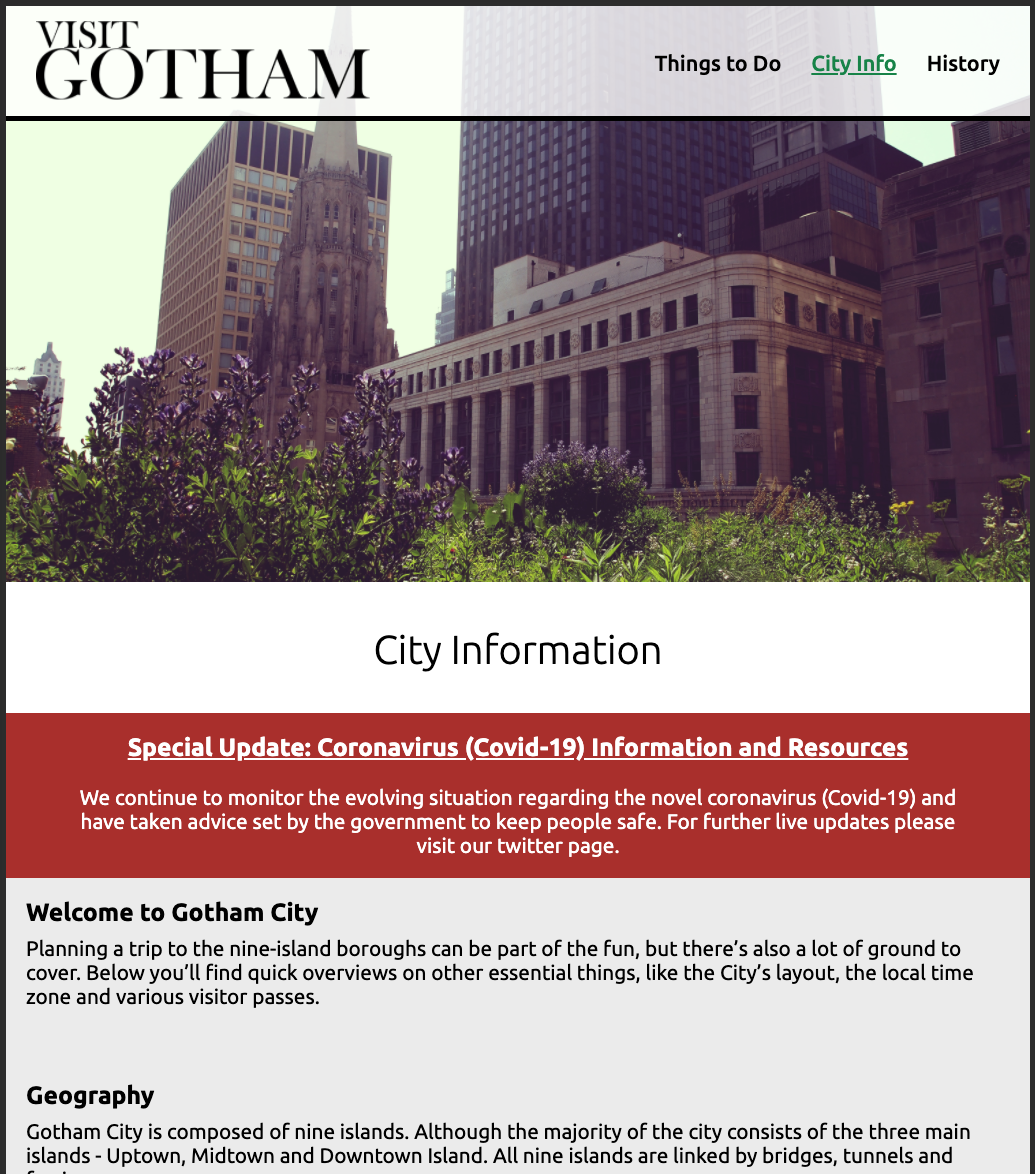 VISIT
GOTHAM
Things to Do City Info History
City Information
Special Update: Coronavirus (Covid-19) Information and Resources
We continue to monitor the evolving situation regarding the novel coronavirus (Covid-19) and
have taken advice set by the government to keep people safe. For further live updates please
visit our twitter page.
Welcome to Gotham City
Planning a trip to the nine-island boroughs can be part of the fun, but there’s also a lot of ground to
cover. Below you’ll find quick overviews on other essential things, like the City’s layout, the local time
zone and various visitor passes.
Geography
Gotham City is composed of nine islands. Although the majority of the city consists of the three main
islands - Uptown, Midtown and Downtown Island. All nine islands are linked by bridges, tunnels and